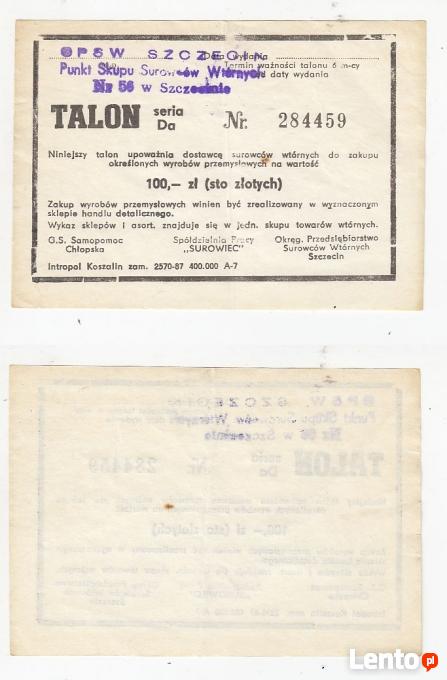 OPSW SZCZECIN
Data wydania
Punkt Skupu Surowców Wtórnych
Termin ważności talonu 6 m-cy
Nr 56 w Szczecinie
od daty wydania
TALON seria Da Nr. 284459
Niniejszy talon upoważnia dostawcę surowców wtórnych do zakupu
określonych wyrobów przemysłowych na wartość
100,— zł (sto złotych)
Zakup wyrobów przemysłowych winien być zrealizowany w wyznaczonym
sklepie handlu detalicznego.
Wykaz sklepów i asort. znajduje się w jedn. skupu towarów wtórnych.
G.S. Samopomoc Spółdzielnia Pracy Okręg. Przedsiębiorstwo
Chłopska „SUROWIEC" Surowców Wtórnych
Szczecin
Intropol Koszalin zam. 2570-87 400.000 A-7
Lento.pl